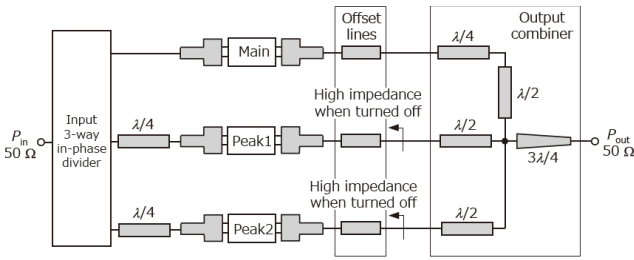 Offset
lines
Output
combiner
λ/4
Main
λ/2
High impedance
when turned off
Input
3-way
in-phase
divider
λ/4
λ/2
P_in
50 Ω
Peak1
P_out
50 Ω
3λ/4
High impedance
when turned off
λ/4
λ/2
Peak2